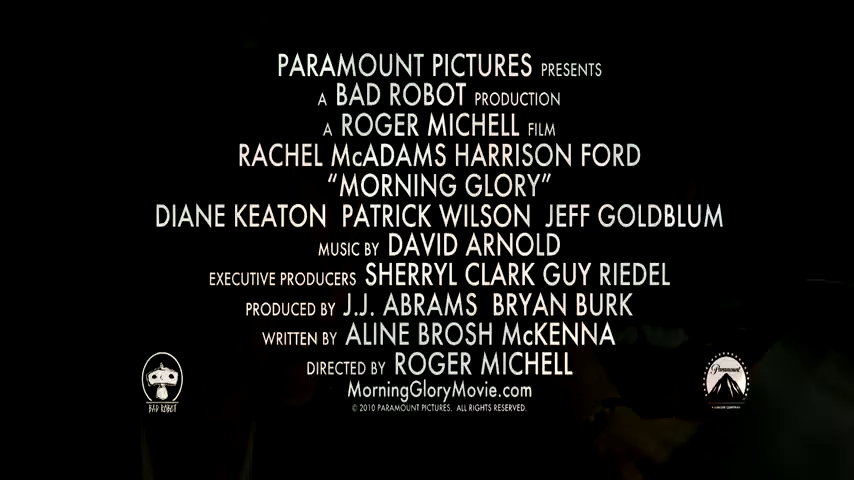 PARAMOUNT PICTURES PRESENTS
A BAD ROBOT PRODUCTION
A ROGER MICHELL FILM
RACHEL McADAMS HARRISON FORD
“MORNING GLORY”
DIANE KEATON PATRICK WILSON JEFF GOLDBLUM
MUSIC BY DAVID ARNOLD
EXECUTIVE PRODUCERS SHERRYL CLARK GUY RIEDEL
PRODUCED BY J.J. ABRAMS BRYAN BURK
WRITTEN BY ALINE BROSH McKENNA
DIRECTED BY ROGER MICHELL
MorningGloryMovie.com
© 2010 PARAMOUNT PICTURES. ALL RIGHTS RESERVED.
BAD ROBOT
Paramount